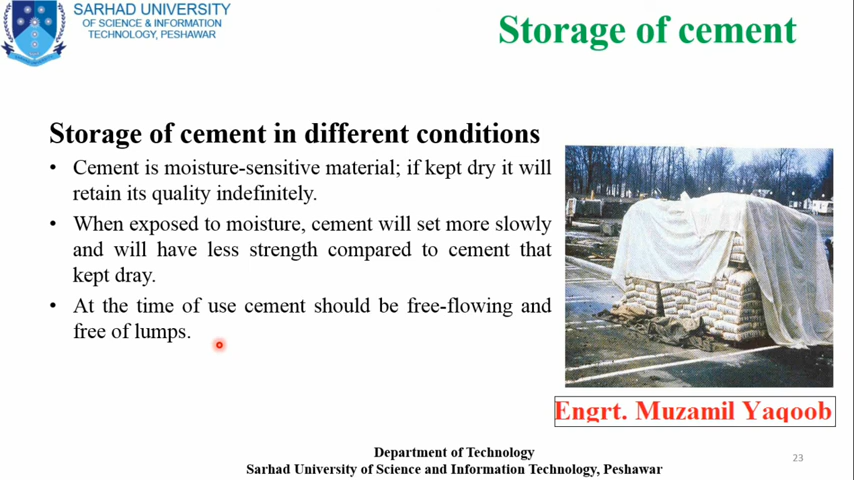 SARHAD UNIVERSITY
OF SCIENCE & INFORMATION
TECHNOLOGY, PESHAWAR
Storage of cement
Storage of cement in different conditions
• Cement is moisture-sensitive material; if kept dry it will
retain its quality indefinitely.
• When exposed to moisture, cement will set more slowly
and will have less strength compared to cement that
kept dray.
• At the time of use cement should be free-flowing and
free of lumps.
Engrt. Muzamil Yaqoob
Department of Technology
Sarhad University of Science and Information Technology, Peshawar
23